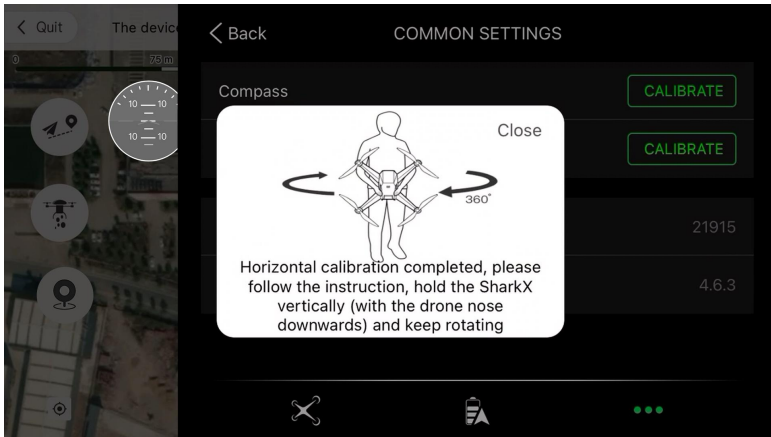 Quit
The device
Back
COMMON SETTINGS
0
75 m
10 10
10 10
Compass
CALIBRATE
CALIBRATE
Close
360°
Horizontal calibration completed, please
follow the instruction, hold the SharkX
vertically (with the drone nose
downwards) and keep rotating
21915
4.6.3